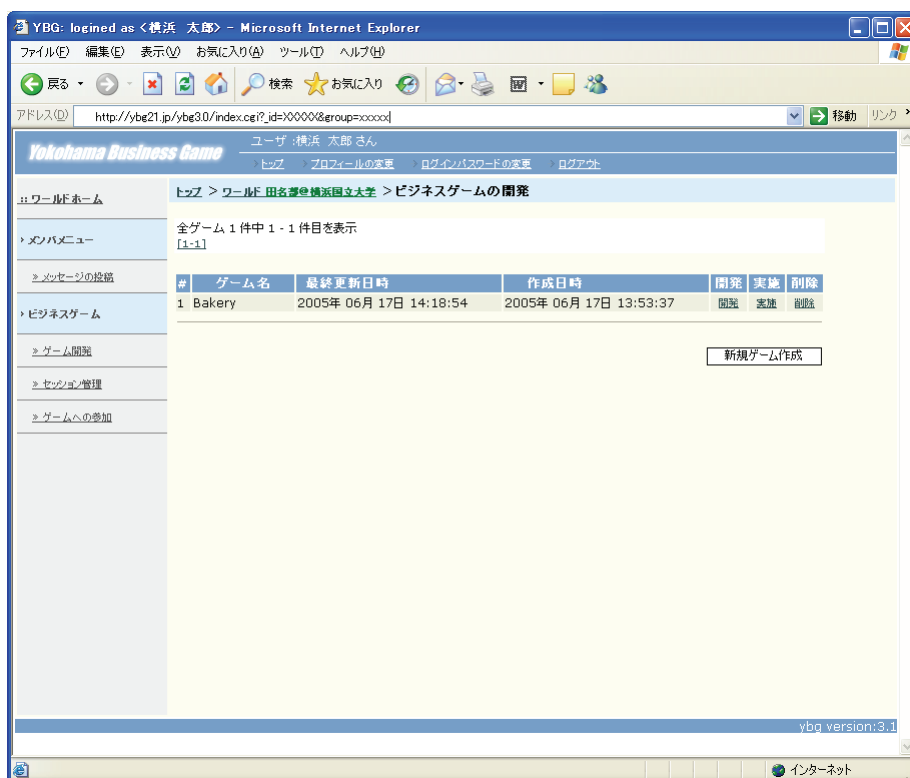 YBG: logined as <横浜 太郎> - Microsoft Internet Explorer
ファイル(F) 編集(E) 表示(V) お気に入り(A) ツール(T) ヘルプ(H)
戻る 検索 お気に入り
アドレス(D) http://ybg21.jp/ybg3.0/index.cgi?_id=XXXXX&group=xxxxx 移動 リンク »
Yokohama Business Game
ユーザ :横浜 太郎 さん
› トップ › プロフィールの変更 › ログインパスワードの変更 › ログアウト
:: ワールドホーム
› メンバメニュー
» メッセージの投稿
› ビジネスゲーム
» ゲーム開発
» セッション管理
» ゲームへの参加
トップ > ワールド 田名部@横浜国立大学 > ビジネスゲームの開発
全ゲーム 1 件中 1 - 1 件目を表示
[1-1]
# ゲーム名 最終更新日時 作成日時 開発 実施 削除
1 Bakery 2005年 06月 17日 14:18:54 2005年 06月 17日 13:53:37 開発 実施 削除
新規ゲーム作成
ybg version:3.1
インターネット